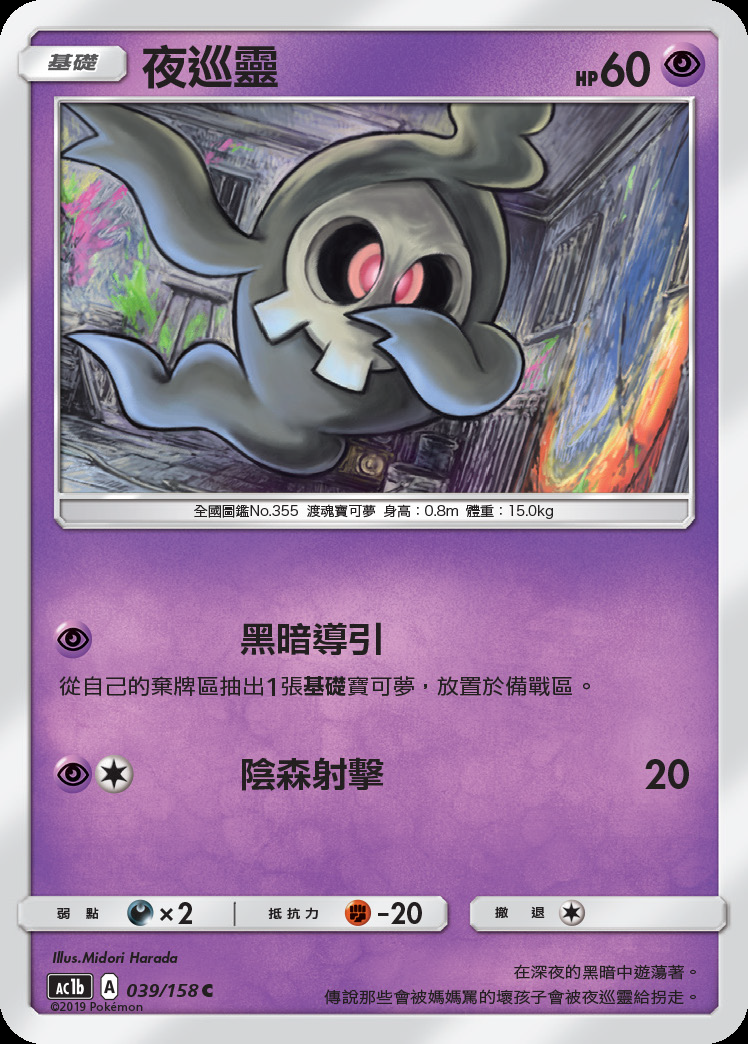 基礎 夜巡靈 HP60
全國圖鑑No.355 渡魂寶可夢 身高：0.8m 體重：15.0kg
黑暗導引
從自己的棄牌區抽出1張基礎寶可夢，放置於備戰區。
陰森射擊 20
弱點 ×2 抵抗力 -20 撤退
Illus.Midori Harada
AC1b A 039/158 C
©2019 Pokémon
在深夜的黑暗中遊蕩著。
傳說那些會被媽媽罵的壞孩子會被夜巡靈給拐走。